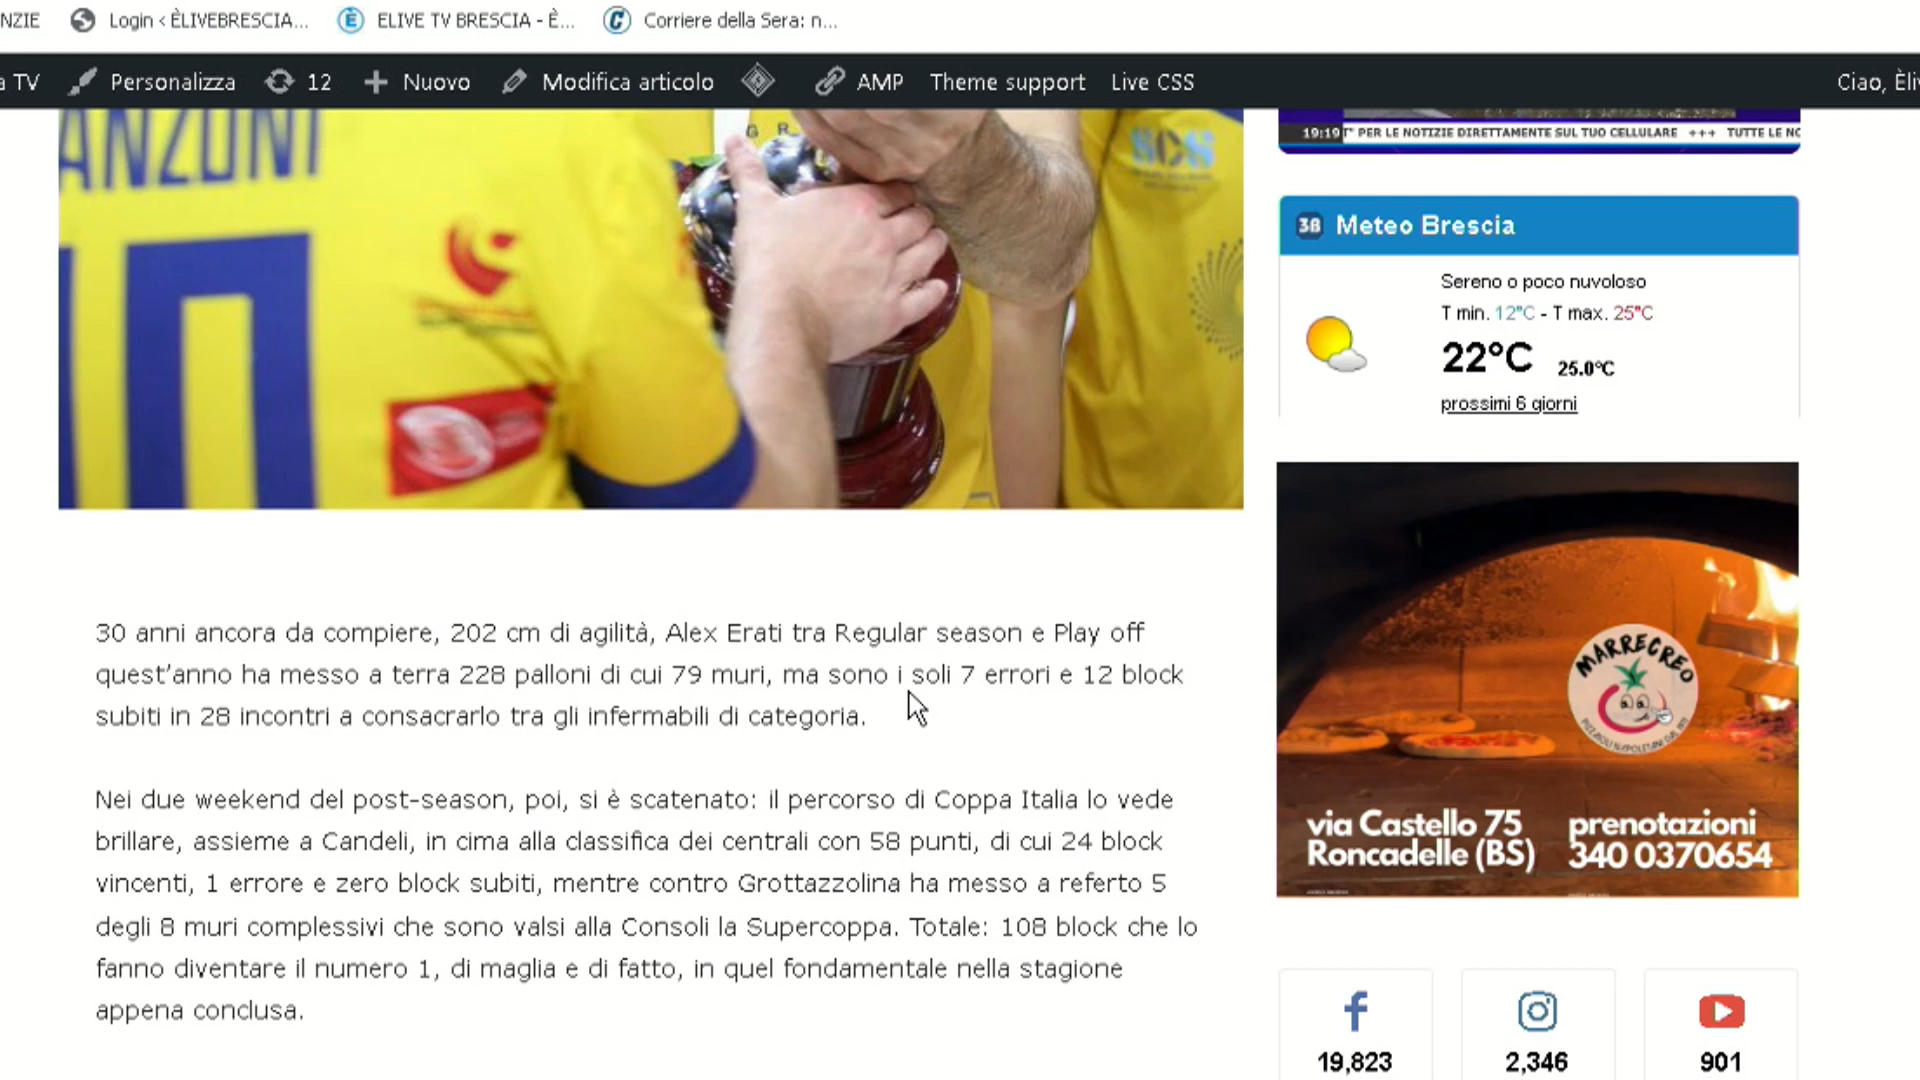 NZIE Login < ÈLIVEBRESCIA... ELIVE TV BRESCIA - È... Corriere della Sera: n...
a TV Personalizza 12 Nuovo Modifica articolo AMP Theme support Live CSS Ciao, Èliv
ANZONI
G R
SCS
19:19 T" PER LE NOTIZIE DIRETTAMENTE SUL TUO CELLULARE +++ TUTTE LE NO
3B Meteo Brescia
Sereno o poco nuvoloso
T min. 12°C - T max. 25°C
22°C 25.0°C
prossimi 6 giorni
30 anni ancora da compiere, 202 cm di agilità, Alex Erati tra Regular season e Play off
quest'anno ha messo a terra 228 palloni di cui 79 muri, ma sono i soli 7 errori e 12 block
subiti in 28 incontri a consacrarlo tra gli infermabili di categoria.
Nei due weekend del post-season, poi, si è scatenato: il percorso di Coppa Italia lo vede
brillare, assieme a Candeli, in cima alla classifica dei centrali con 58 punti, di cui 24 block
vincenti, 1 errore e zero block subiti, mentre contro Grottazzolina ha messo a referto 5
degli 8 muri complessivi che sono valsi alla Consoli la Supercoppa. Totale: 108 block che lo
fanno diventare il numero 1, di maglia e di fatto, in quel fondamentale nella stagione
appena conclusa.
MARRECREO
via Castello 75
Roncadelle (BS)
prenotazioni
340 0370654
19,823
2,346
901